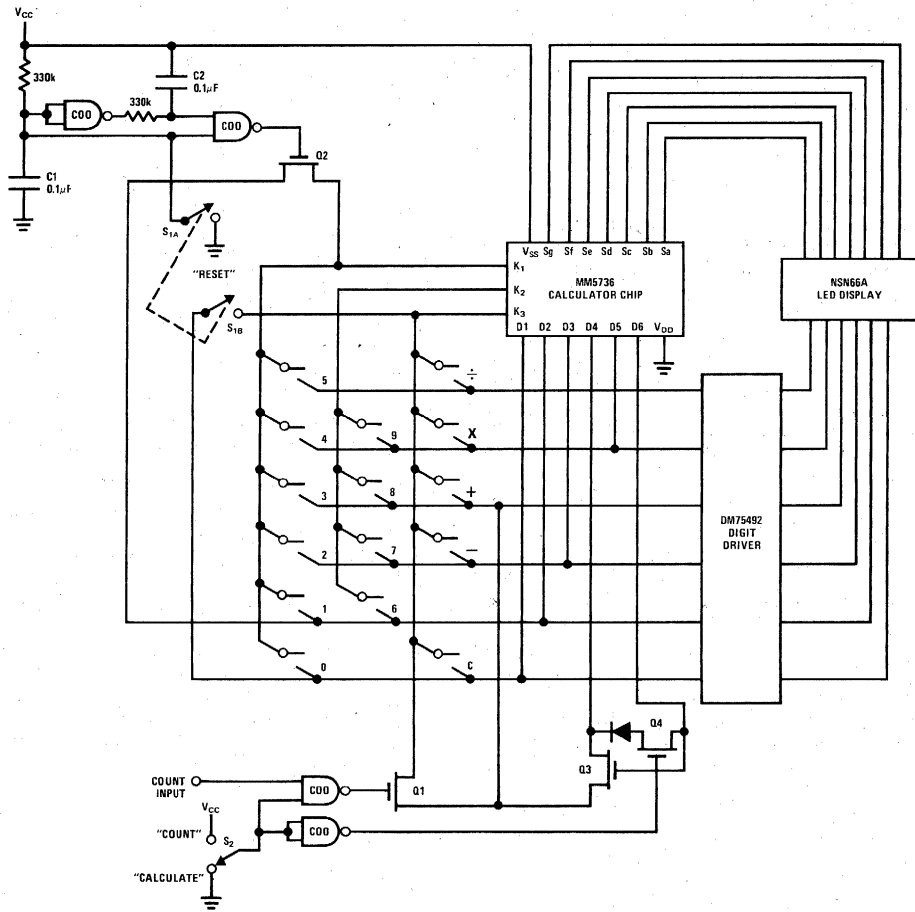 VCC
330k
C2
0.1µF
330k
C00
C00
Q2
C1
0.1µF
S1A
"RESET"
S1B
VSS Sg Sf Se Sd Sc Sb Sa
K1
K2
K3
MM5736
CALCULATOR CHIP
D1 D2 D3 D4 D5 D6 VDD
NSN66A
LED DISPLAY
5 ÷
4 9 X
3 8 +
2 7 −
1 6
0 C
DM75492
DIGIT
DRIVER
Q4
Q3
COUNT
INPUT
C00
Q1
VCC
"COUNT"
S2
C00
"CALCULATE"